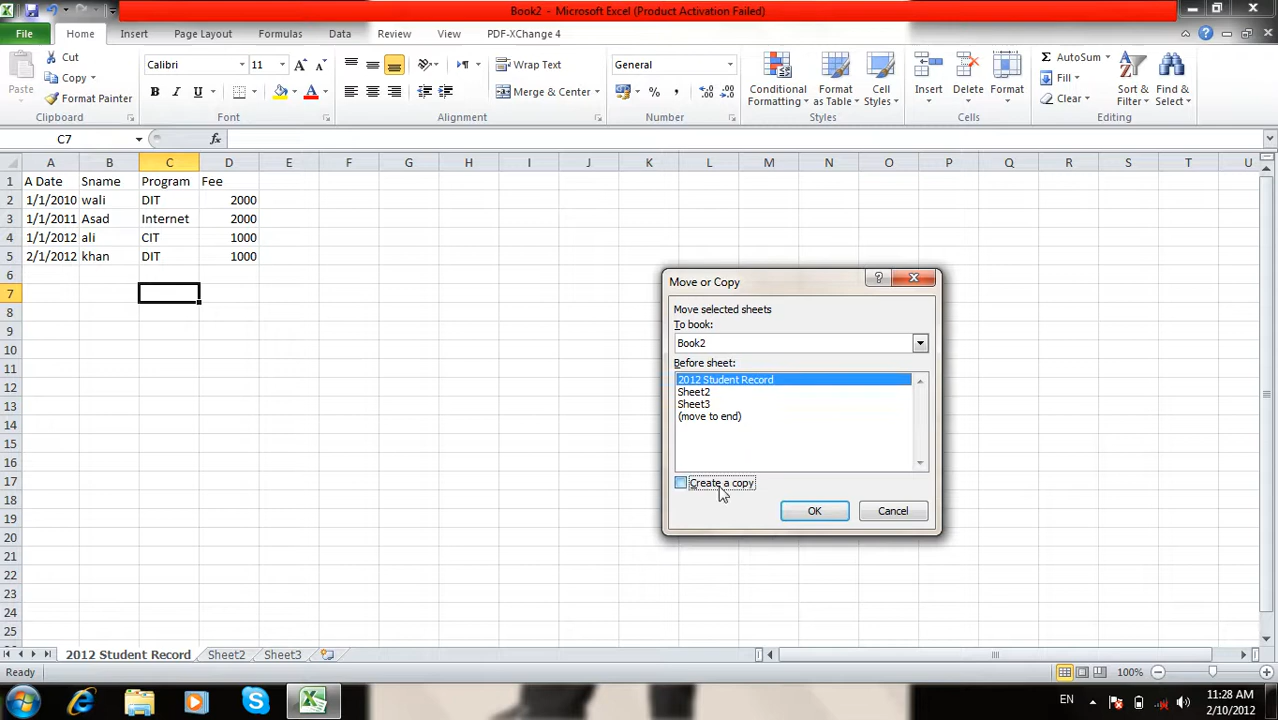 Book2 - Microsoft Excel (Product Activation Failed)
File Home Insert Page Layout Formulas Data Review View PDF-XChange 4
Paste
Cut
Copy
Format Painter
Clipboard
Calibri 11
B I U
A A
Font
Wrap Text
Merge & Center
Alignment
General
% , .0 .00 .00 .0
Number
Conditional Formatting
Format as Table
Cell Styles
Styles
Insert Delete Format
Cells
Σ AutoSum
Fill
Clear
Sort & Filter
Find & Select
Editing
C7 fx
A B C D E F G H I J K L M N O P Q R S T U
1 A Date Sname Program Fee
2 1/1/2010 wali DIT 2000
3 1/1/2011 Asad Internet 2000
4 1/1/2012 ali CIT 1000
5 2/1/2012 khan DIT 1000
6
7
8
9
10
11
12
13
14
15
16
17
18
19
20
21
22
23
24
25
Move or Copy
Move selected sheets
To book:
Book2
Before sheet:
2012 Student Record
Sheet2
Sheet3
(move to end)
Create a copy
OK Cancel
2012 Student Record Sheet2 Sheet3
Ready 100%
EN 11:28 AM
2/10/2012